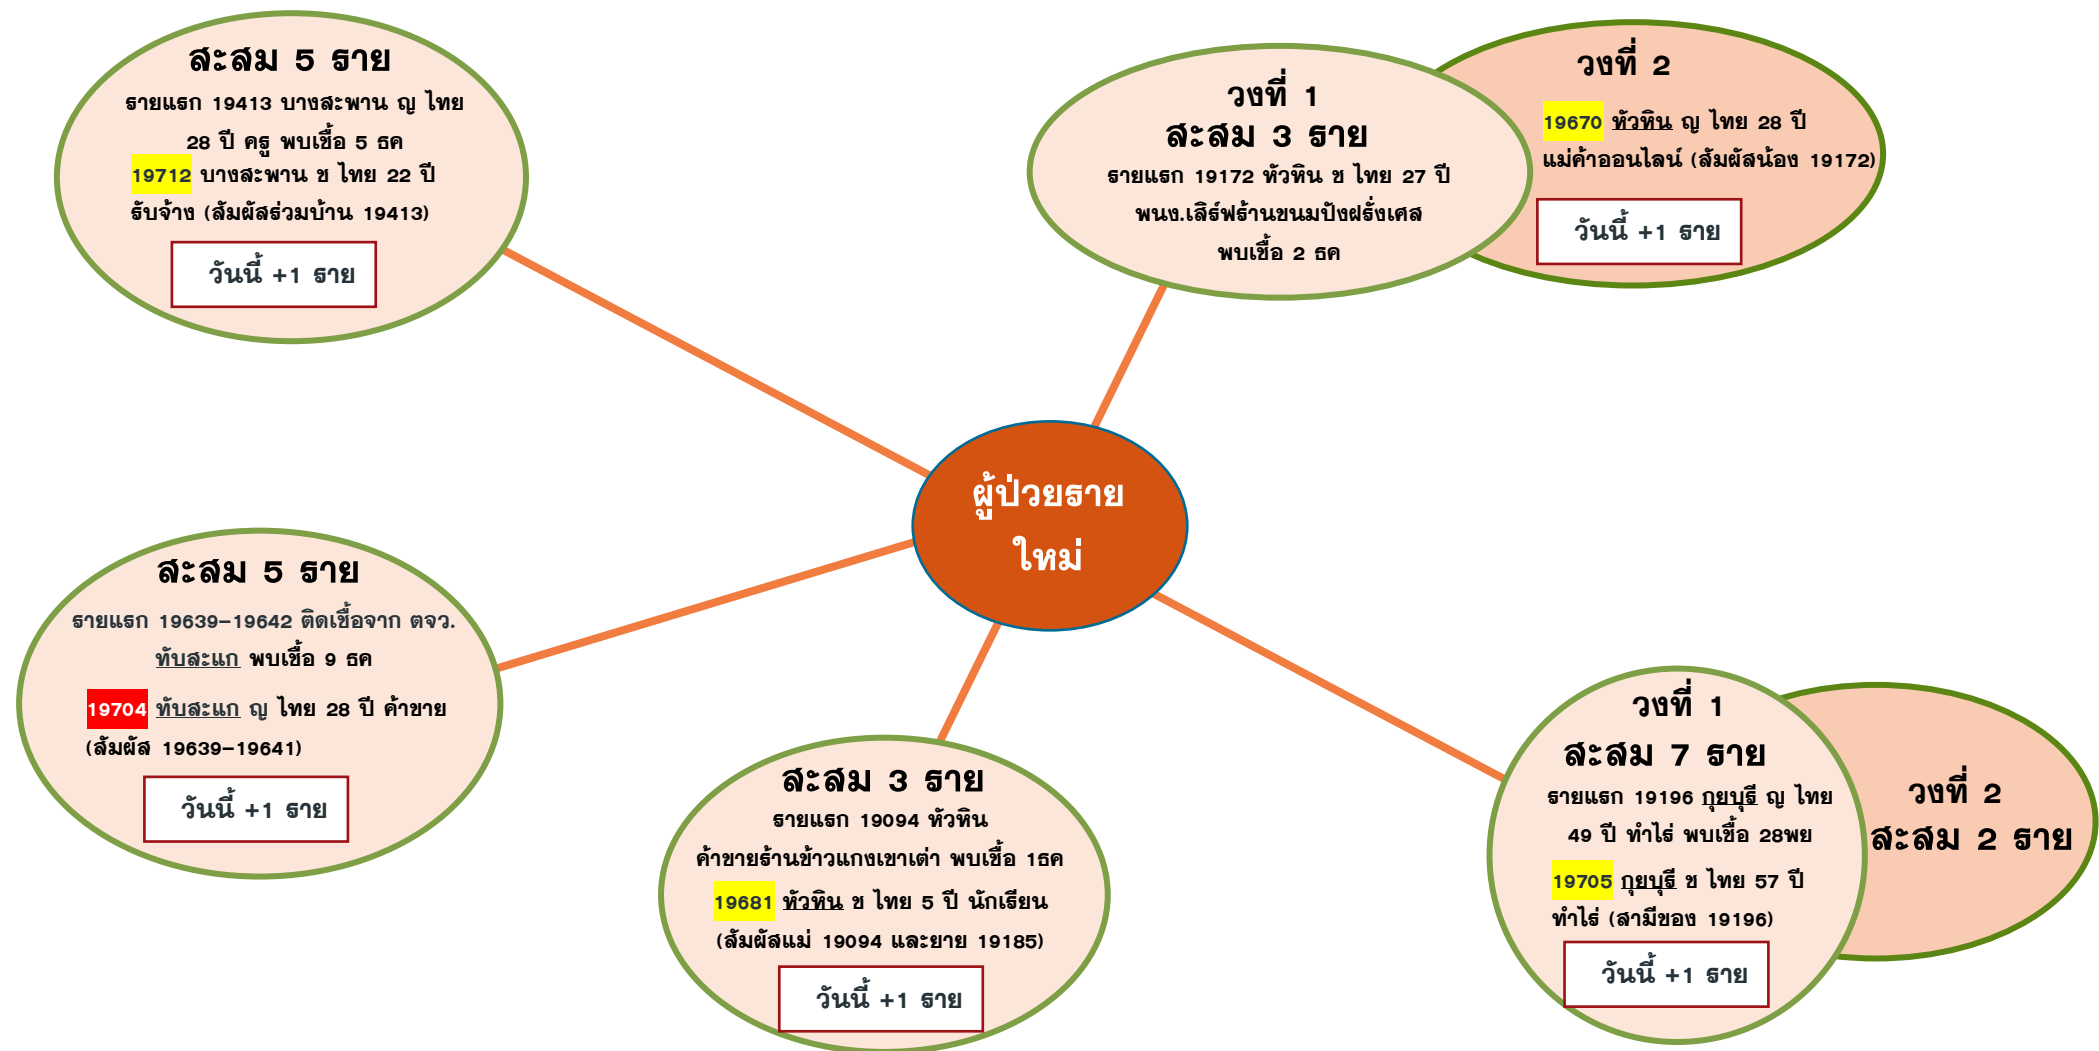 สะสม 5 ราย
รายแรก 19413 บางสะพาน ญ ไทย
28 ปี ครู พบเชื้อ 5 ธค
19712 บางสะพาน ช ไทย 22 ปี
รับจ้าง (สัมผัสร่วมบ้าน 19413)
วันนี้ +1 ราย
วงที่ 1
สะสม 3 ราย
รายแรก 19172 หัวหิน ช ไทย 27 ปี
พนง.เสิร์ฟร้านขนมปังฝรั่งเศส
พบเชื้อ 2 ธค
วงที่ 2
19670 หัวหิน ญ ไทย 28 ปี
แม่ค้าออนไลน์ (สัมผัสน้อง 19172)
วันนี้ +1 ราย
ผู้ป่วยราย
ใหม่
สะสม 5 ราย
รายแรก 19639-19642 ติดเชื้อจาก ตจว.
ทับสะแก พบเชื้อ 9 ธค
19704 ทับสะแก ญ ไทย 28 ปี ค้าขาย
(สัมผัส 19639-19641)
วันนี้ +1 ราย
สะสม 3 ราย
รายแรก 19094 หัวหิน
ค้าขายร้านข้าวแกงเขาเต่า พบเชื้อ 1ธค
19681 หัวหิน ช ไทย 5 ปี นักเรียน
(สัมผัสแม่ 19094 และยาย 19185)
วันนี้ +1 ราย
วงที่ 1
สะสม 7 ราย
รายแรก 19196 กุยบุรี ญ ไทย
49 ปี ทำไร่ พบเชื้อ 28พย
19705 กุยบุรี ช ไทย 57 ปี
ทำไร่ (สามีของ 19196)
วันนี้ +1 ราย
วงที่ 2
สะสม 2 ราย